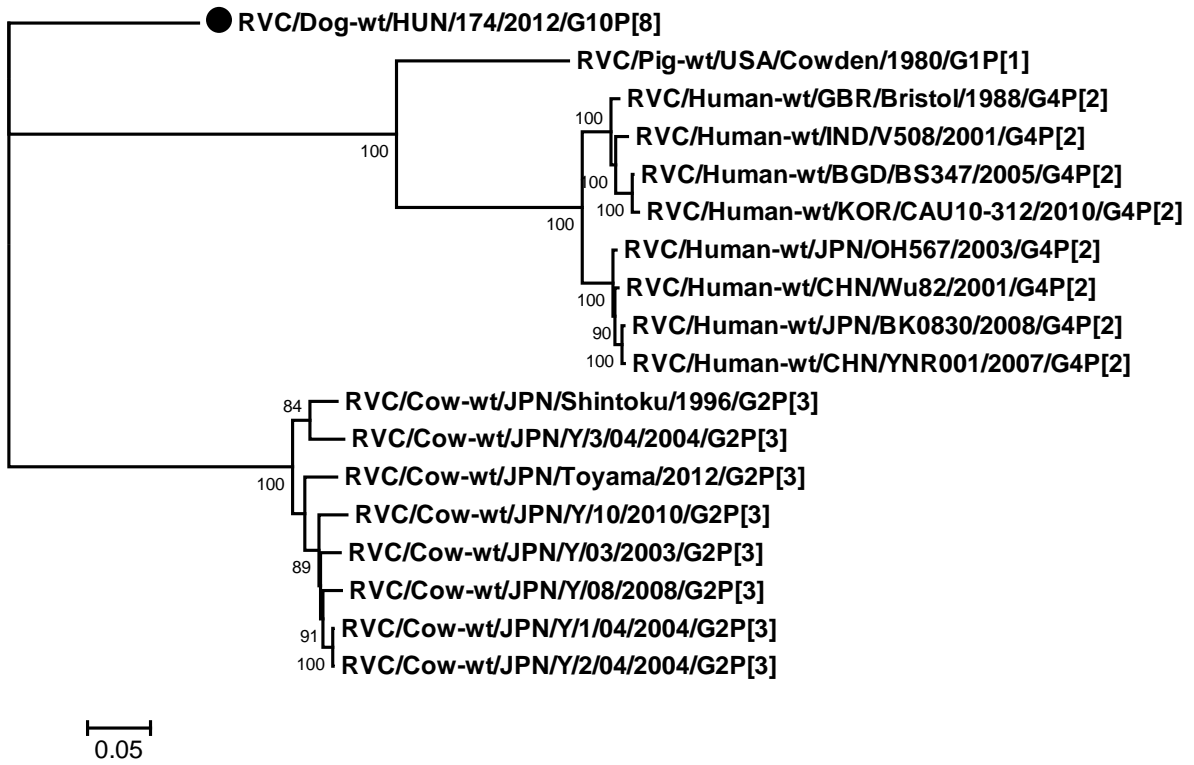 RVC/Dog-wt/HUN/174/2012/G10P[8]
RVC/Pig-wt/USA/Cowden/1980/G1P[1]
RVC/Human-wt/GBR/Bristol/1988/G4P[2]
100
RVC/Human-wt/IND/V508/2001/G4P[2]
100
RVC/Human-wt/BGD/BS347/2005/G4P[2]
100
RVC/Human-wt/KOR/CAU10-312/2010/G4P[2]
100
100
RVC/Human-wt/JPN/OH567/2003/G4P[2]
RVC/Human-wt/CHN/Wu82/2001/G4P[2]
100
RVC/Human-wt/JPN/BK0830/2008/G4P[2]
90
RVC/Human-wt/CHN/YNR001/2007/G4P[2]
100
RVC/Cow-wt/JPN/Shintoku/1996/G2P[3]
84
RVC/Cow-wt/JPN/Y/3/04/2004/G2P[3]
RVC/Cow-wt/JPN/Toyama/2012/G2P[3]
100
RVC/Cow-wt/JPN/Y/10/2010/G2P[3]
RVC/Cow-wt/JPN/Y/03/2003/G2P[3]
89
RVC/Cow-wt/JPN/Y/08/2008/G2P[3]
RVC/Cow-wt/JPN/Y/1/04/2004/G2P[3]
91
RVC/Cow-wt/JPN/Y/2/04/2004/G2P[3]
100
0.05